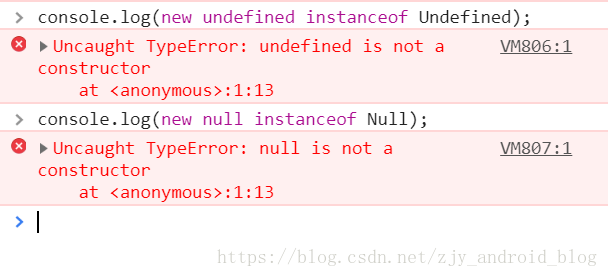 > console.log(new undefined instanceof Undefined);
▶Uncaught TypeError: undefined is not a VM806:1
constructor
at <anonymous>:1:13
> console.log(new null instanceof Null);
▶Uncaught TypeError: null is not a VM807:1
constructor
at <anonymous>:1:13
>
https://blog.csdn.net/zjy_android_blog